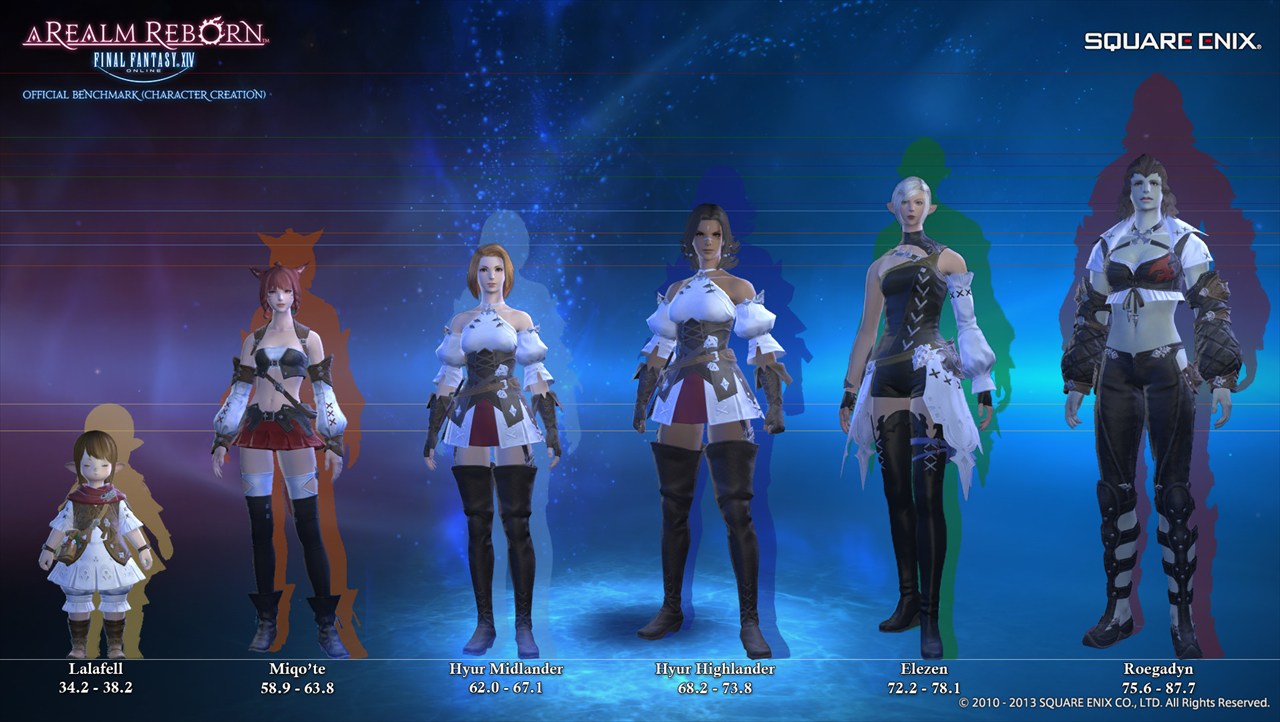 A REALM REBORN™
FINAL FANTASY XIV
ONLINE
OFFICIAL BENCHMARK (CHARACTER CREATION)
SQUARE ENIX®
Lalafell
34.2 - 38.2
Miqo'te
58.9 - 63.8
Hyur Midlander
62.0 - 67.1
Hyur Highlander
68.2 - 73.8
Elezen
72.2 - 78.1
Roegadyn
75.6 - 87.7
© 2010 - 2013 SQUARE ENIX CO., LTD. All Rights Reserved.